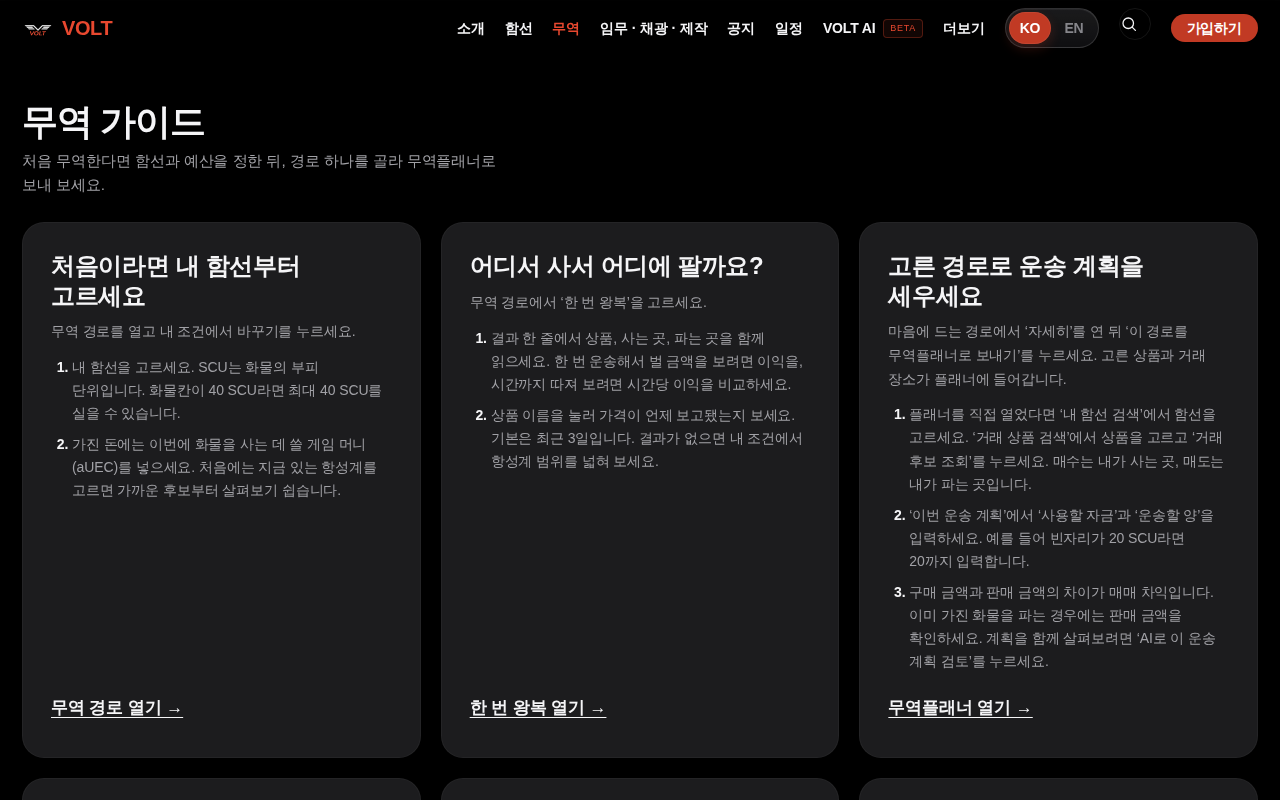 VOLT VOLT 소개 함선 무역 임무 · 채광 · 제작 공지 일정 VOLT AI BETA 더보기 KO EN 가입하기
무역 가이드
처음 무역한다면 함선과 예산을 정한 뒤, 경로 하나를 골라 무역플래너로
보내 보세요.
처음이라면 내 함선부터
고르세요
무역 경로를 열고 내 조건에서 바꾸기를 누르세요.
1. 내 함선을 고르세요. SCU는 화물의 부피
단위입니다. 화물칸이 40 SCU라면 최대 40 SCU를
실을 수 있습니다.
2. 가진 돈에는 이번에 화물을 사는 데 쓸 게임 머니
(aUEC)를 넣으세요. 처음에는 지금 있는 항성계를
고르면 가까운 후보부터 살펴보기 쉽습니다.
무역 경로 열기 →
어디서 사서 어디에 팔까요?
무역 경로에서 ‘한 번 왕복’을 고르세요.
1. 결과 한 줄에서 상품, 사는 곳, 파는 곳을 함께
읽으세요. 한 번 운송해서 벌 금액을 보려면 이익을,
시간까지 따져 보려면 시간당 이익을 비교하세요.
2. 상품 이름을 눌러 가격이 언제 보고됐는지 보세요.
기본은 최근 3일입니다. 결과가 없으면 내 조건에서
항성계 범위를 넓혀 보세요.
한 번 왕복 열기 →
고른 경로로 운송 계획을
세우세요
마음에 드는 경로에서 ‘자세히’를 연 뒤 ‘이 경로를
무역플래너로 보내기’를 누르세요. 고른 상품과 거래
장소가 플래너에 들어갑니다.
1. 플래너를 직접 열었다면 ‘내 함선 검색’에서 함선을
고르세요. ‘거래 상품 검색’에서 상품을 고르고 ‘거래
후보 조회’를 누르세요. 매수는 내가 사는 곳, 매도는
내가 파는 곳입니다.
2. ‘이번 운송 계획’에서 ‘사용할 자금’과 ‘운송할 양’을
입력하세요. 예를 들어 빈자리가 20 SCU라면
20까지 입력합니다.
3. 구매 금액과 판매 금액의 차이가 매매 차익입니다.
이미 가진 화물을 파는 경우에는 판매 금액을
확인하세요. 계획을 함께 살펴보려면 ‘AI로 이 운송
계획 검토’를 누르세요.
무역플래너 열기 →